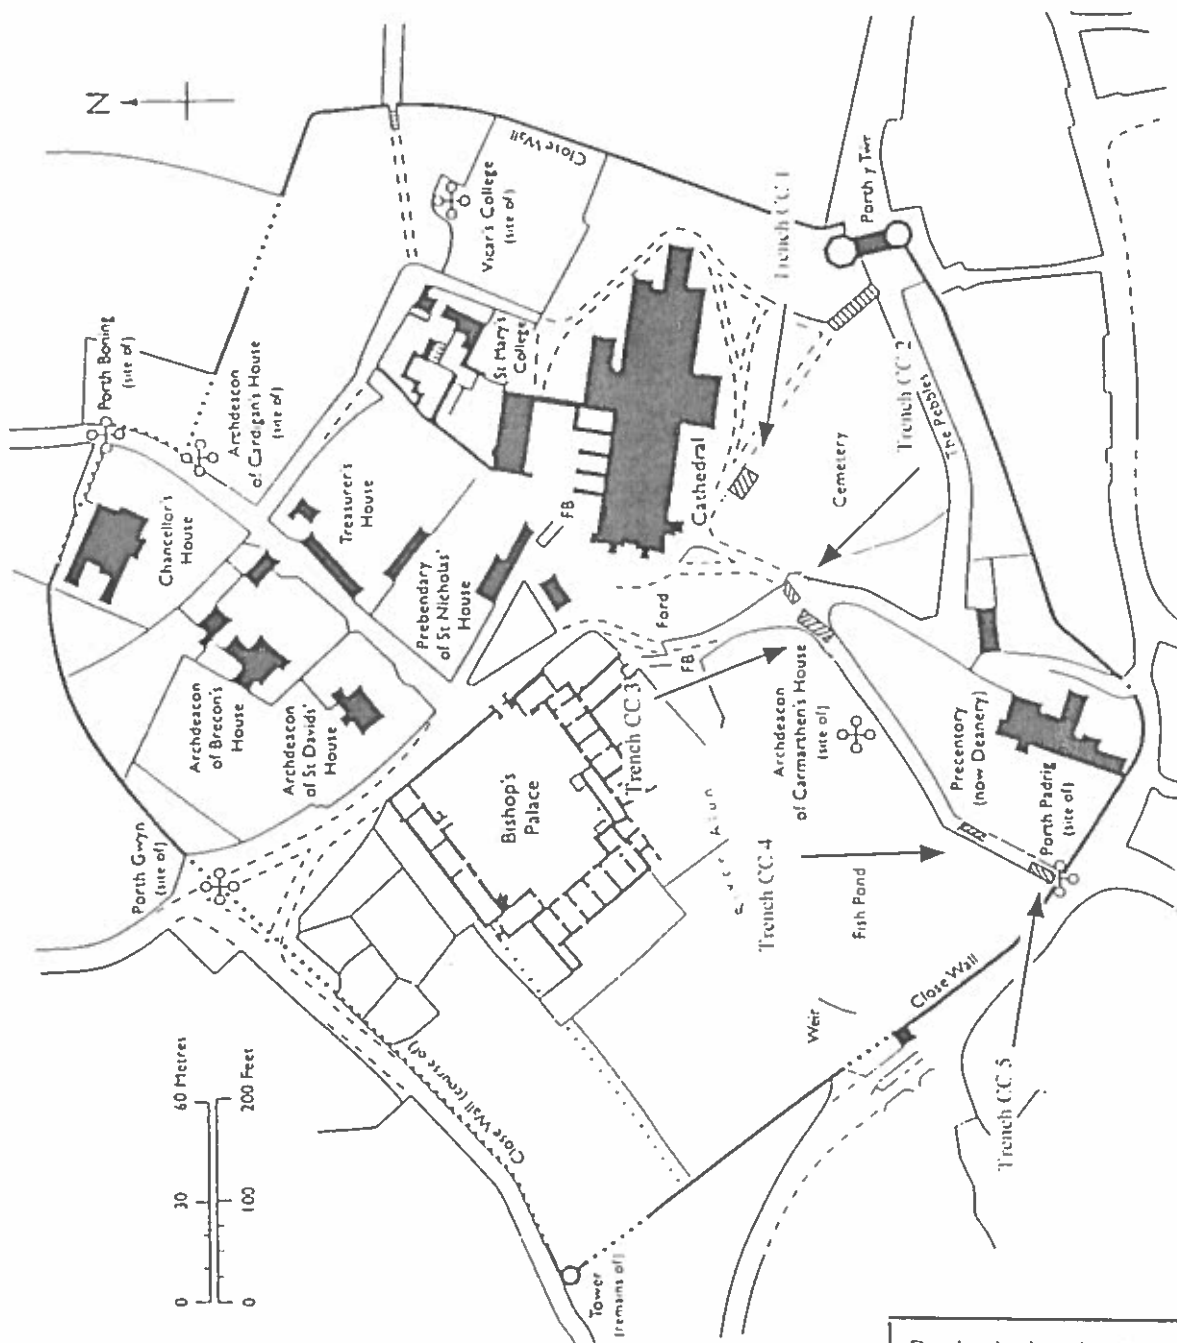 N
Porth Boning
(site of)
Archdeacon
of Cardigan's House
(site of)
Vicar's College
(site of)
Close Wall
Chancellor's
House
Treasurer's
House
St Mary's
College
Archdeacon
of Brecon's
House
Archdeacon
of St Davids'
House
Prebendary
of St Nicholas'
House
FB
Cathedral
Trench CC 1
Porth y Twr
Cemetery
Trench CC 2
The Pebbles
Porth Gwyn
(site of)
Bishop's
Palace
Ford
FB
Trench CC 3
Archdeacon
of Carmarthen's House
(site of)
Precentory
(now Deanery)
Porth Padrig
(site of)
Trench CC 4
Fish Pond
Weir
Close Wall
Trench CC 5
Close Wall (course of)
Tower
(remains of)
0 30 60 Metres
0 100 200 Feet